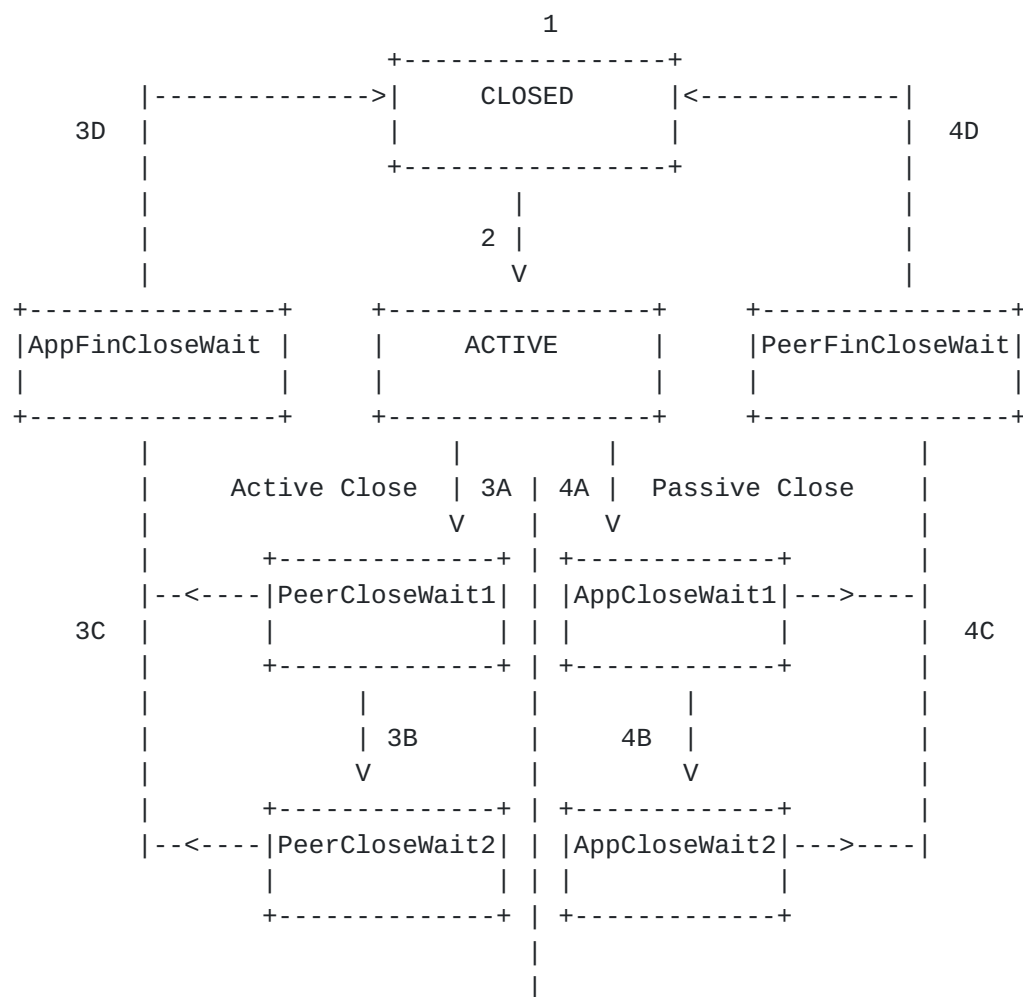 1
CLOSED
3D 4D
2
AppFinCloseWait ACTIVE PeerFinCloseWait
Active Close 3A 4A Passive Close
V V
PeerCloseWait1 AppCloseWait1
3C 4C
3B 4B
V V
PeerCloseWait2 AppCloseWait2